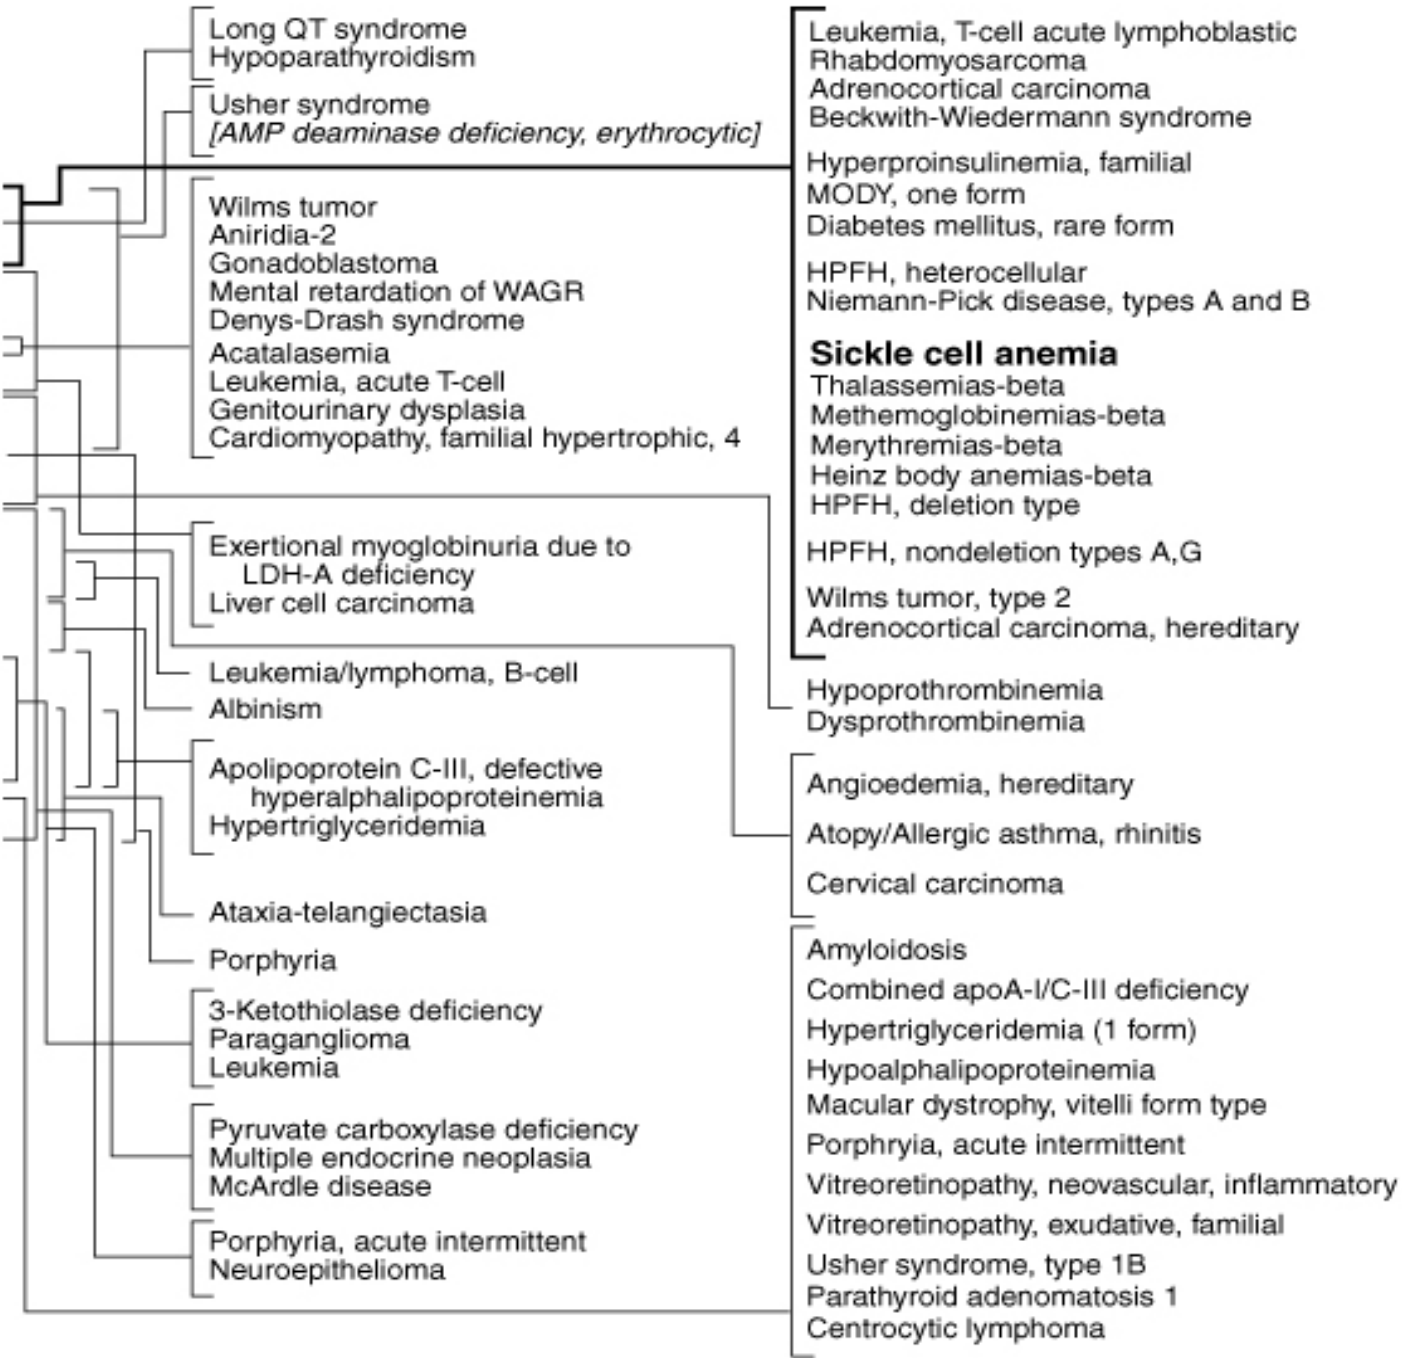 Long QT syndrome
Hypoparathyroidism
Usher syndrome
[AMP deaminase deficiency, erythrocytic]
Wilms tumor
Aniridia-2
Gonadoblastoma
Mental retardation of WAGR
Denys-Drash syndrome
Acatalasemia
Leukemia, acute T-cell
Genitourinary dysplasia
Cardiomyopathy, familial hypertrophic, 4
Exertional myoglobinuria due to
LDH-A deficiency
Liver cell carcinoma
Leukemia/lymphoma, B-cell
Albinism
Apolipoprotein C-III, defective
hyperalphalipoproteinemia
Hypertriglyceridemia
Ataxia-telangiectasia
Porphyria
3-Ketothiolase deficiency
Paraganglioma
Leukemia
Pyruvate carboxylase deficiency
Multiple endocrine neoplasia
McArdle disease
Porphyria, acute intermittent
Neuroepithelioma
Leukemia, T-cell acute lymphoblastic
Rhabdomyosarcoma
Adrenocortical carcinoma
Beckwith-Wiedermann syndrome
Hyperproinsulinemia, familial
MODY, one form
Diabetes mellitus, rare form
HPFH, heterocellular
Niemann-Pick disease, types A and B
Sickle cell anemia
Thalassemias-beta
Methemoglobinemias-beta
Merythremias-beta
Heinz body anemias-beta
HPFH, deletion type
HPFH, nondeletion types A,G
Wilms tumor, type 2
Adrenocortical carcinoma, hereditary
Hypoprothrombinemia
Dysprothrombinemia
Angioedema, hereditary
Atopy/Allergic asthma, rhinitis
Cervical carcinoma
Amyloidosis
Combined apoA-I/C-III deficiency
Hypertriglyceridemia (1 form)
Hypoalphalipoproteinemia
Macular dystrophy, vitelli form type
Porphryia, acute intermittent
Vitreoretinopathy, neovascular, inflammatory
Vitreoretinopathy, exudative, familial
Usher syndrome, type 1B
Parathyroid adenomatosis 1
Centrocytic lymphoma